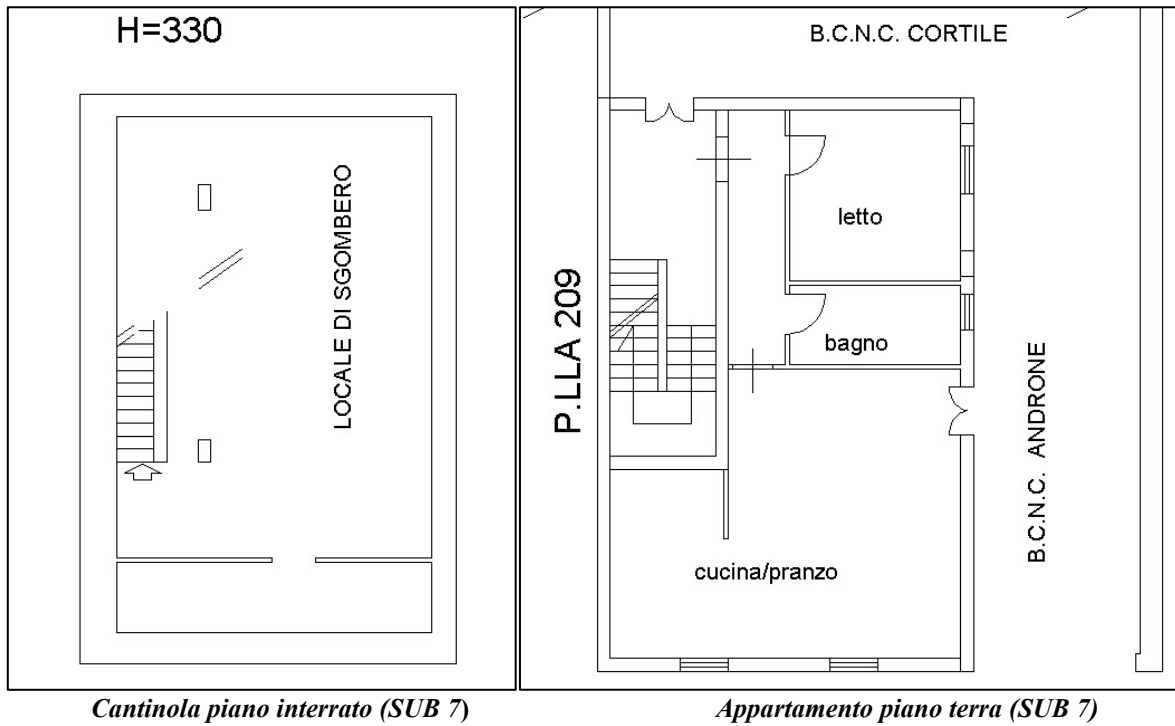 H=330
LOCALE DI SGOMBERO
B.C.N.C. CORTILE
letto
P.LLA 209
bagno
B.C.N.C. ANDRONE
cucina/pranzo
Cantinola piano interrato (SUB 7)
Appartamento piano terra (SUB 7)